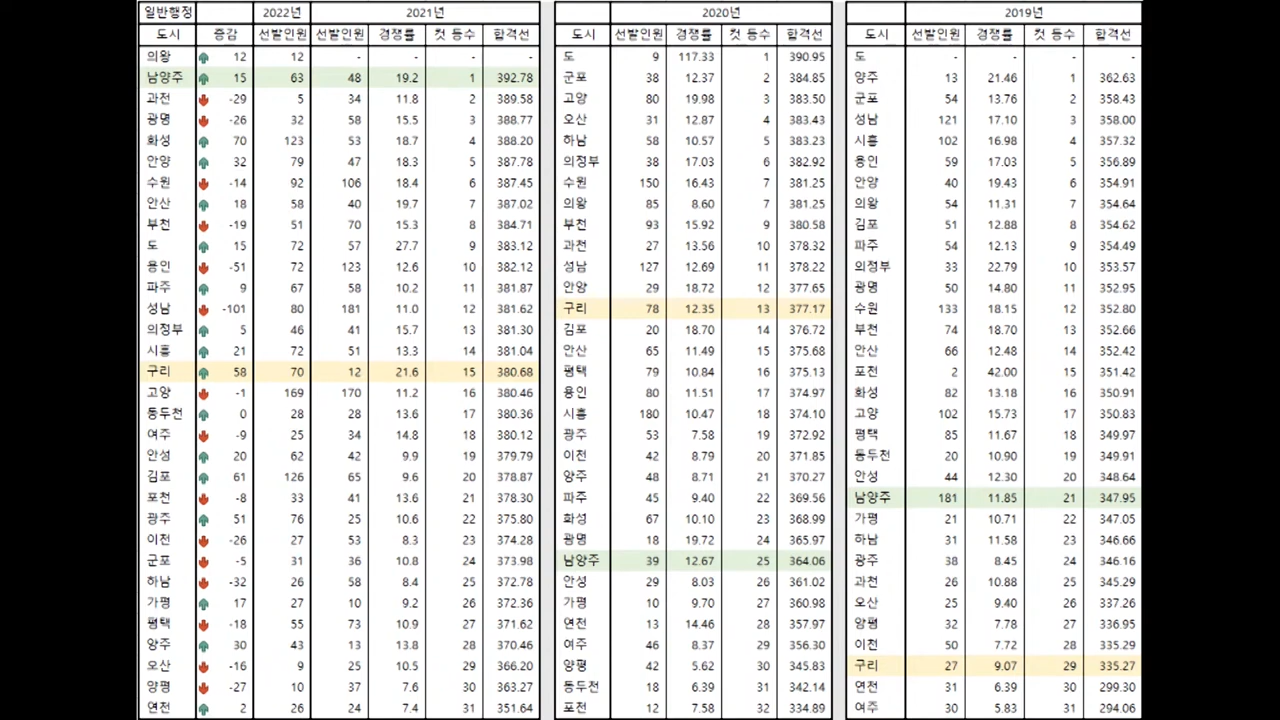 일반행정 2022년 2021년 2020년 2019년
도시 증감 선발인원 선발인원 경쟁률 컷 등수 합격선 도시 선발인원 경쟁률 컷 등수 합격선 도시 선발인원 경쟁률 컷 등수 합격선
의왕 12 12 - - - - 도 9 117.33 1 390.95 도 - - - -
남양주 15 63 48 19.2 1 392.78 군포 38 12.37 2 384.85 양주 13 21.46 1 362.63
과천 -29 5 34 11.8 2 389.58 고양 80 19.98 3 383.50 군포 54 13.76 2 358.43
광명 -26 32 58 15.5 3 388.77 오산 31 12.87 4 383.43 성남 121 17.10 3 358.00
화성 70 123 53 18.7 4 388.20 하남 58 10.57 5 383.23 시흥 102 16.98 4 357.32
안양 32 79 47 18.3 5 387.78 의정부 38 17.03 6 382.92 용인 59 17.03 5 356.89
수원 -14 92 106 18.4 6 387.45 수원 150 16.43 7 381.25 안양 40 19.43 6 354.91
안산 18 58 40 19.7 7 387.02 의왕 85 8.60 7 381.25 의왕 54 11.31 7 354.64
부천 -19 51 70 15.3 8 384.71 부천 93 15.92 9 380.58 김포 51 12.88 8 354.62
도 15 72 57 27.7 9 383.12 과천 27 13.56 10 378.32 파주 54 12.13 9 354.49
용인 -51 72 123 12.6 10 382.12 성남 127 12.69 11 378.22 의정부 33 22.79 10 353.57
파주 9 67 58 10.2 11 381.87 안양 29 18.72 12 377.65 광명 50 14.80 11 352.95
성남 -101 80 181 11.0 12 381.62 구리 78 12.35 13 377.17 수원 133 18.15 12 352.80
의정부 5 46 41 15.7 13 381.30 김포 20 18.70 14 376.72 부천 74 18.70 13 352.66
시흥 21 72 51 13.3 14 381.04 안산 65 11.49 15 375.68 안산 66 12.48 14 352.42
구리 58 70 12 21.6 15 380.68 평택 79 10.84 16 375.13 포천 2 42.00 15 351.42
고양 -1 169 170 11.2 16 380.46 용인 80 11.51 17 374.97 화성 82 13.18 16 350.91
동두천 0 28 28 13.6 17 380.36 시흥 180 10.47 18 374.10 고양 102 15.73 17 350.83
여주 -9 25 34 14.8 18 380.12 광주 53 7.58 19 372.92 평택 85 11.67 18 349.97
안성 20 62 42 9.9 19 379.79 이천 42 8.79 20 371.85 동두천 20 10.90 19 349.91
김포 61 126 65 9.6 20 378.87 양주 48 8.71 21 370.27 안성 44 12.30 20 348.64
포천 -8 33 41 13.6 21 378.30 파주 45 9.40 22 369.56 남양주 181 11.85 21 347.95
광주 51 76 25 10.6 22 375.80 화성 67 10.10 23 368.99 가평 21 10.71 22 347.05
이천 -26 27 53 8.3 23 374.28 광명 18 19.72 24 365.97 하남 31 11.58 23 346.66
군포 -5 31 36 10.8 24 373.98 남양주 39 12.67 25 364.06 광주 38 8.45 24 346.16
하남 -32 26 58 8.4 25 372.78 안성 29 8.03 26 361.02 과천 26 10.88 25 345.29
가평 17 27 10 9.2 26 372.36 가평 10 9.70 27 360.98 오산 25 9.40 26 337.26
평택 -18 55 73 10.9 27 371.62 연천 13 14.46 28 357.97 양평 32 7.78 27 336.95
양주 30 43 13 13.8 28 370.46 여주 46 8.37 29 356.30 이천 50 7.72 28 335.29
오산 -16 9 25 10.5 29 366.20 양평 42 5.62 30 345.83 구리 27 9.07 29 335.27
양평 -27 10 37 7.6 30 363.27 동두천 18 6.39 31 342.14 연천 31 6.39 30 299.30
연천 2 26 24 7.4 31 351.64 포천 12 7.58 32 334.89 여주 30 5.83 31 294.06